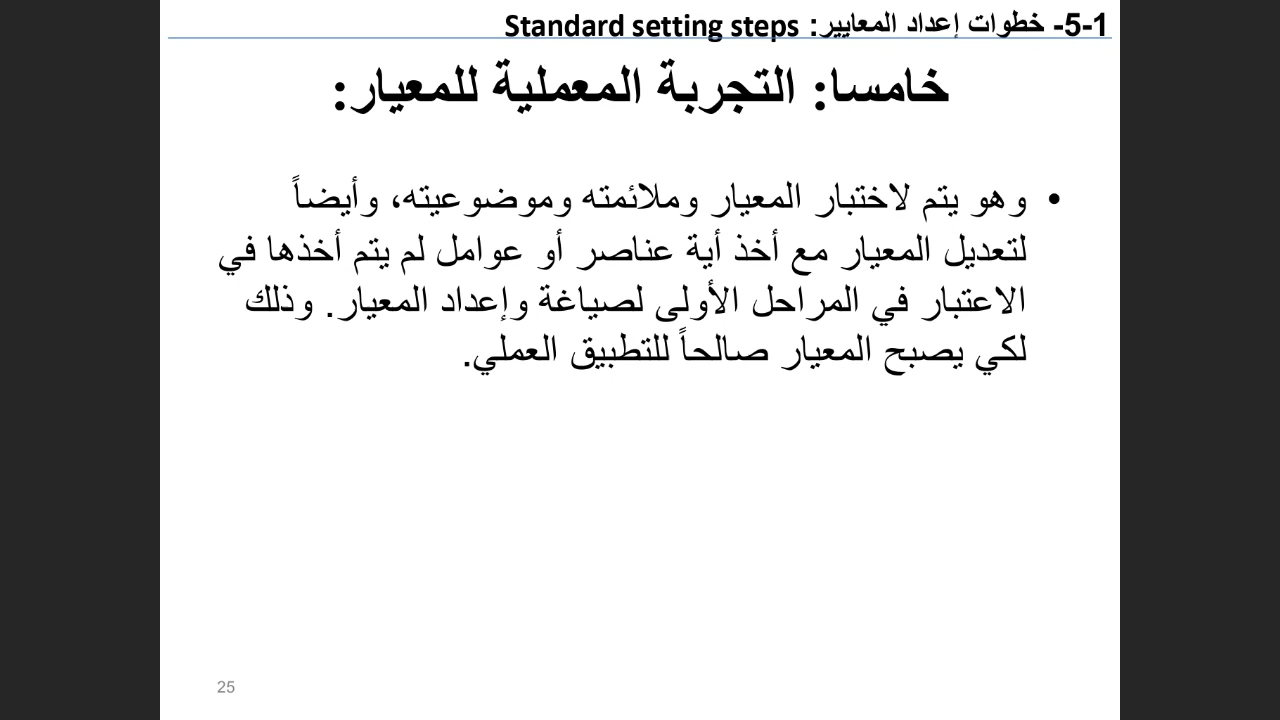 5-1- خطوات إعداد المعايير: Standard setting steps
خامسا: التجربة المعملية للمعيار:
• وهو يتم لاختبار المعيار وملائمته وموضوعيته، وأيضاً
لتعديل المعيار مع أخذ أية عناصر أو عوامل لم يتم أخذها في
الاعتبار في المراحل الأولى لصياغة وإعداد المعيار. وذلك
لكي يصبح المعيار صالحاً للتطبيق العملي.
25